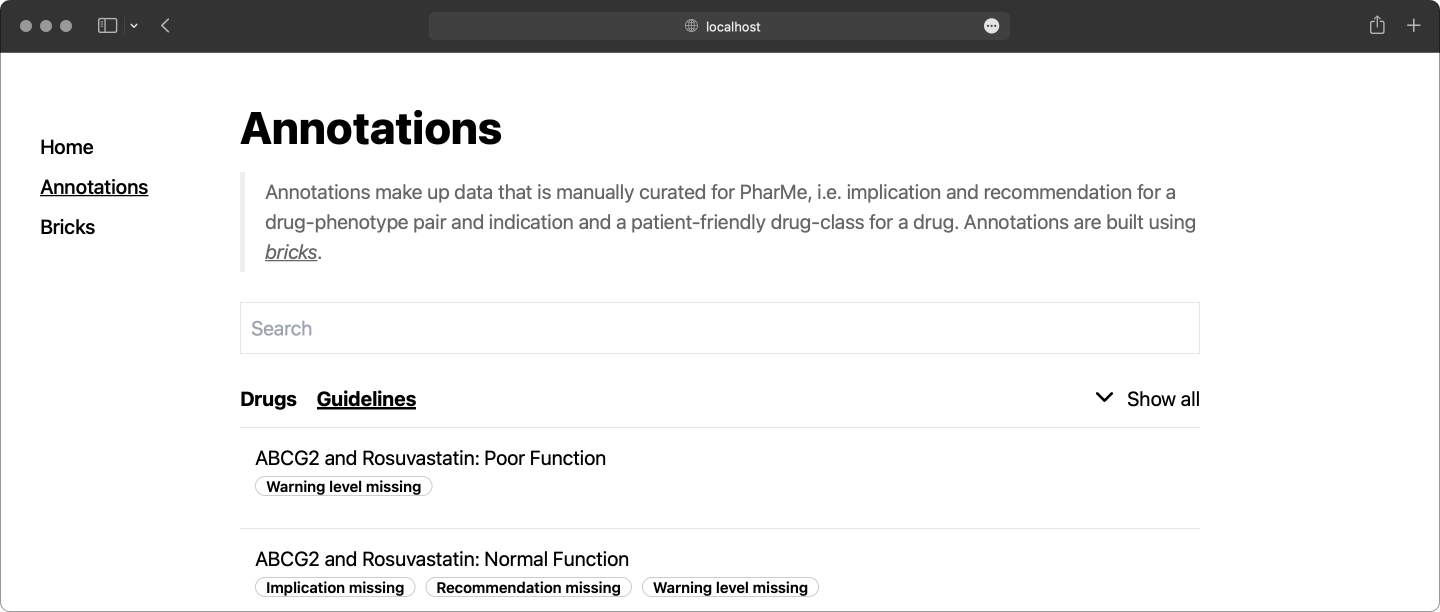 localhost
Home
Annotations
Bricks
Annotations
Annotations make up data that is manually curated for PharMe, i.e. implication and recommendation for a
drug-phenotype pair and indication and a patient-friendly drug-class for a drug. Annotations are built using
bricks.
Search
Drugs Guidelines Show all
ABCG2 and Rosuvastatin: Poor Function
Warning level missing
ABCG2 and Rosuvastatin: Normal Function
Implication missing Recommendation missing Warning level missing